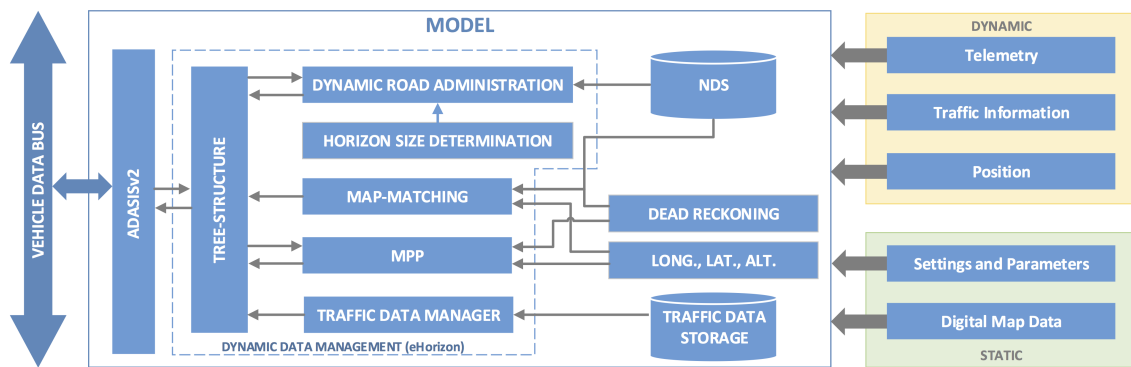 VEHICLE DATA BUS
MODEL
ADASISv2
TREE-STRUCTURE
DYNAMIC ROAD ADMINISTRATION
HORIZON SIZE DETERMINATION
MAP-MATCHING
MPP
TRAFFIC DATA MANAGER
DYNAMIC DATA MANAGEMENT (eHorizon)
NDS
DEAD RECKONING
LONG., LAT., ALT.
TRAFFIC DATA
STORAGE
DYNAMIC
Telemetry
Traffic Information
Position
Settings and Parameters
Digital Map Data
STATIC